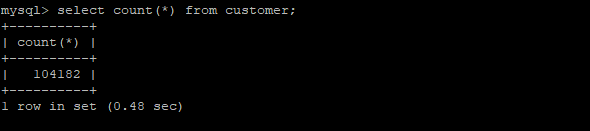 mysql> select count(*) from customer;
+----------+
| count(*) |
+----------+
|   104182 |
+----------+
1 row in set (0.48 sec)